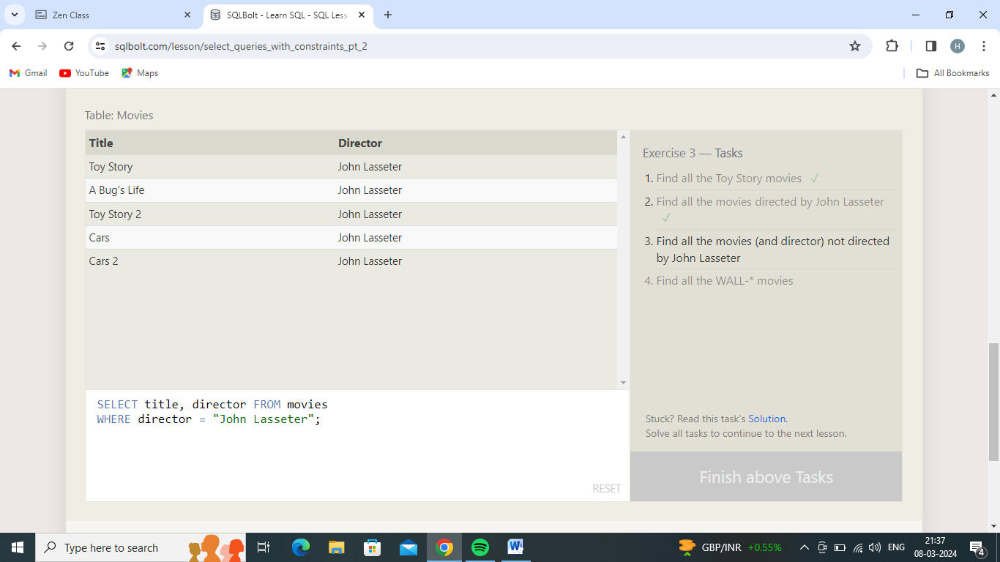 Zen Class
SQLBolt - Learn SQL - SQL Less
sqlbolt.com/lesson/select_queries_with_constraints_pt_2
H
Gmail YouTube Maps All Bookmarks
Table: Movies
Title Director
Toy Story John Lasseter
A Bug's Life John Lasseter
Toy Story 2 John Lasseter
Cars John Lasseter
Cars 2 John Lasseter
SELECT title, director FROM movies
WHERE director = "John Lasseter";
RESET
Exercise 3 — Tasks
1. Find all the Toy Story movies ✓
2. Find all the movies directed by John Lasseter
✓
3. Find all the movies (and director) not directed
by John Lasseter
4. Find all the WALL-* movies
Stuck? Read this task's Solution.
Solve all tasks to continue to the next lesson.
Finish above Tasks
Type here to search
GBP/INR +0.55%
ENG
21:37
08-03-2024
4